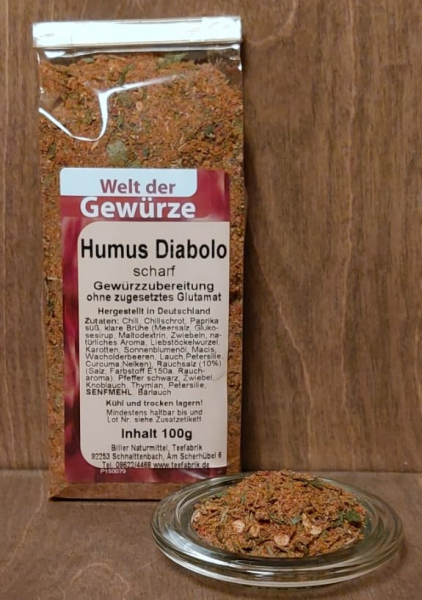 Welt der
Gewürze
Humus Diabolo
scharf
Gewürzzubereitung
ohne zugesetztes Glutamat
Hergestellt in Deutschland
Zutaten: Chili, Chilischrot, Paprika
süß, klare Brühe (Meersalz, Gluko-
sesirup, Maltodextrin, Zwiebeln, na-
türliches Aroma, Liebstöckelwurzel,
Karotten, Sonnenblumenöl, Macis,
Wacholderbeeren, Lauch,Petersilie,
Curcuma,Nelken), Rauchsalz (10%)
(Salz, Farbstoff E150a, Rauch-
aroma), Pfeffer schwarz, Zwiebel,
Knoblauch, Thymian, Petersilie,
SENFMEHL, Bärlauch
Kühl und trocken lagern!
Mindestens haltbar bis und
Lot Nr. siehe Zusatzetikett
Inhalt 100g
Biller Naturmittel, Teefabrik
92253 Schnaittenbach, Am Scherhübel 6
Tel. 09622/4468 www.teefabrik.de
P150079